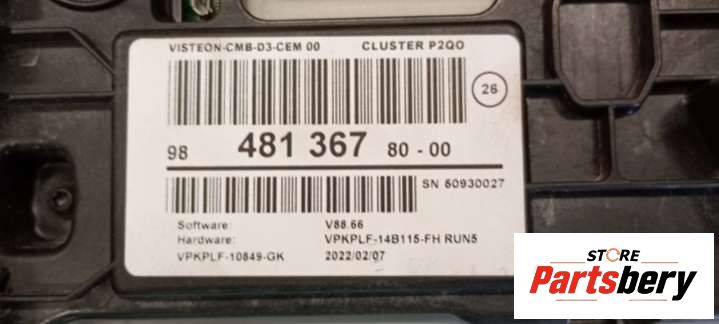 VISTEON-CMB-D3-CEM 00 CLUSTER P2QO
26
98 481 367 80-00
SN 50930027
Software: V88.66
Hardware: VPKPLF-14B115-FH RUN5
VPKPLF-10849-GK 2022/02/07
STORE
Partsbery